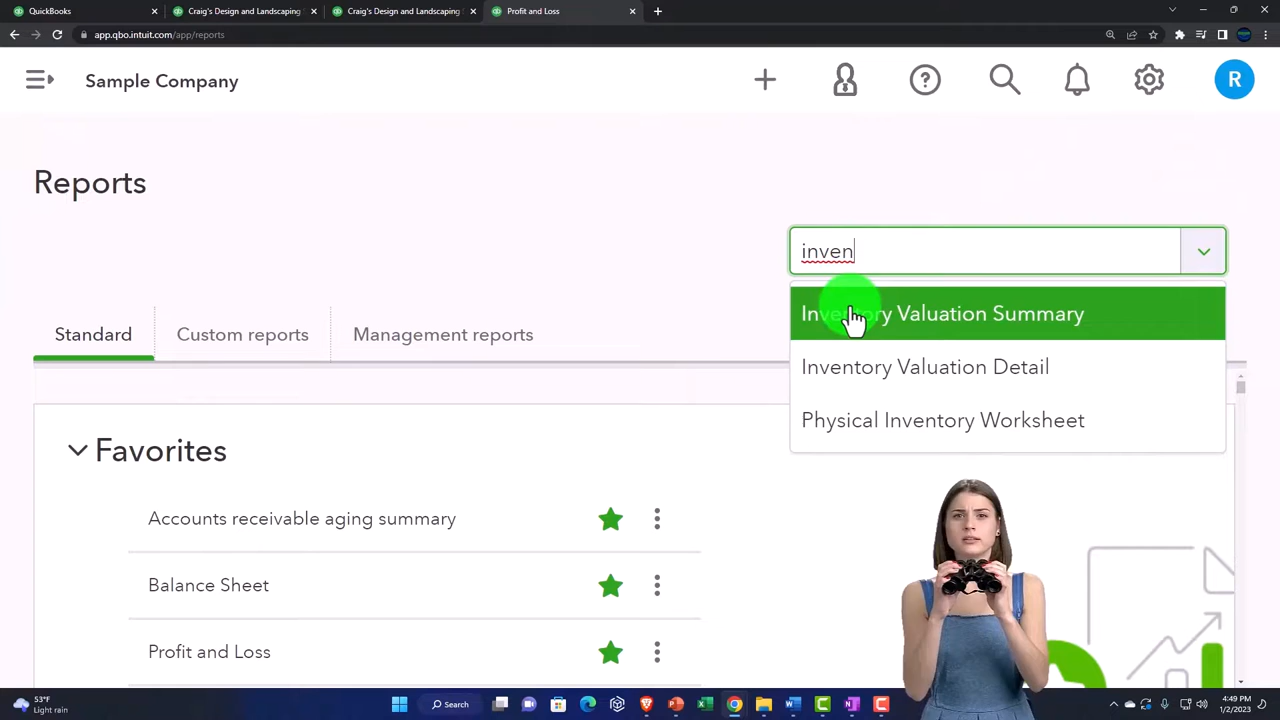 QuickBooks
Craig's Design and Landscaping
Craig's Design and Landscaping
Profit and Loss
app.qbo.intuit.com/app/reports
Sample Company
R
Reports
inven
Inventory Valuation Summary
Inventory Valuation Detail
Physical Inventory Worksheet
Standard
Custom reports
Management reports
Favorites
Accounts receivable aging summary
Balance Sheet
Profit and Loss
53°F
Light rain
Search
4:49 PM
1/2/2023